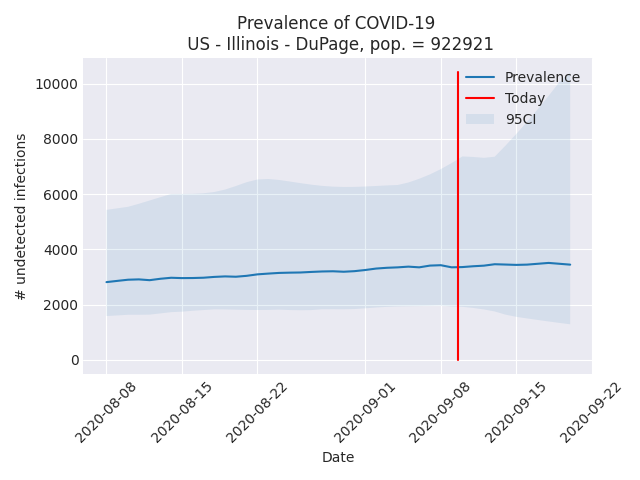 Prevalence of COVID-19
US - Illinois - DuPage, pop. = 922921
Prevalence
Today
95CI
# undetected infections
10000
8000
6000
4000
2000
0
2020-08-08
2020-08-15
2020-08-22
2020-09-01
2020-09-08
2020-09-15
2020-09-22
Date